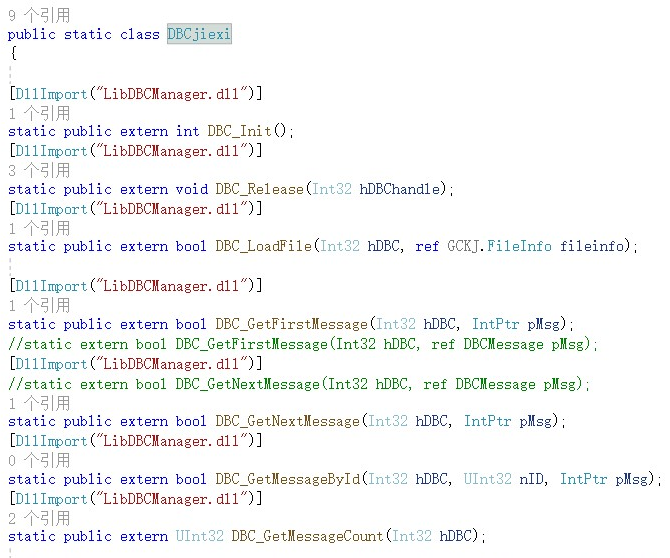 9 个引用
public static class DBCjiexi
{
[DllImport("LibDBCManager.dll")]
1 个引用
static public extern int DBC_Init();
[DllImport("LibDBCManager.dll")]
3 个引用
static public extern void DBC_Release(Int32 hDBChandle);
[DllImport("LibDBCManager.dll")]
1 个引用
static public extern bool DBC_LoadFile(Int32 hDBC, ref GCKJ.FileInfo fileinfo);
[DllImport("LibDBCManager.dll")]
1 个引用
static public extern bool DBC_GetFirstMessage(Int32 hDBC, IntPtr pMsg);
//static extern bool DBC_GetFirstMessage(Int32 hDBC, ref DBCMessage pMsg);
[DllImport("LibDBCManager.dll")]
//static extern bool DBC_GetNextMessage(Int32 hDBC, ref DBCMessage pMsg);
1 个引用
static public extern bool DBC_GetNextMessage(Int32 hDBC, IntPtr pMsg);
[DllImport("LibDBCManager.dll")]
0 个引用
static public extern bool DBC_GetMessageById(Int32 hDBC, UInt32 nID, IntPtr pMsg);
[DllImport("LibDBCManager.dll")]
2 个引用
static public extern UInt32 DBC_GetMessageCount(Int32 hDBC);